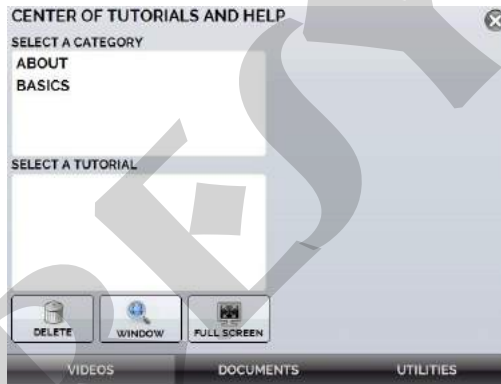 CENTER OF TUTORIALS AND HELP
SELECT A CATEGORY
ABOUT
BASICS
SELECT A TUTORIAL
DELETE
WINDOW
FULL SCREEN
VIDEOS
DOCUMENTS
UTILITIES